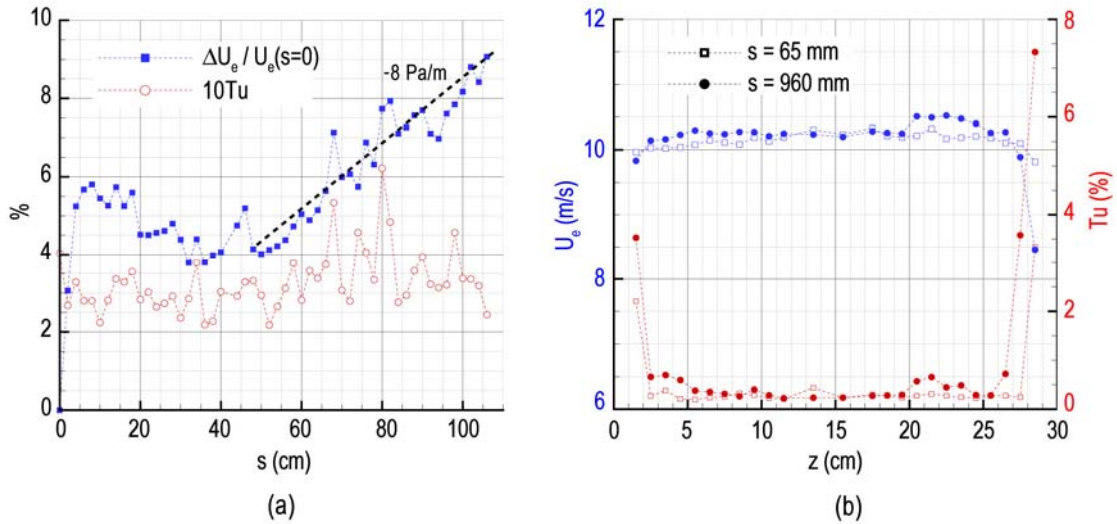 10
8
6
4
2
0
%
ΔUₑ / Uₑ(s=0)
10Tu
-8 Pa/m
0 20 40 60 80 100
s (cm)
(a)
12
10
8
6
Uₑ (m/s)
s = 65 mm
s = 960 mm
8
6
4
2
0
Tu (%)
0 5 10 15 20 25 30
z (cm)
(b)